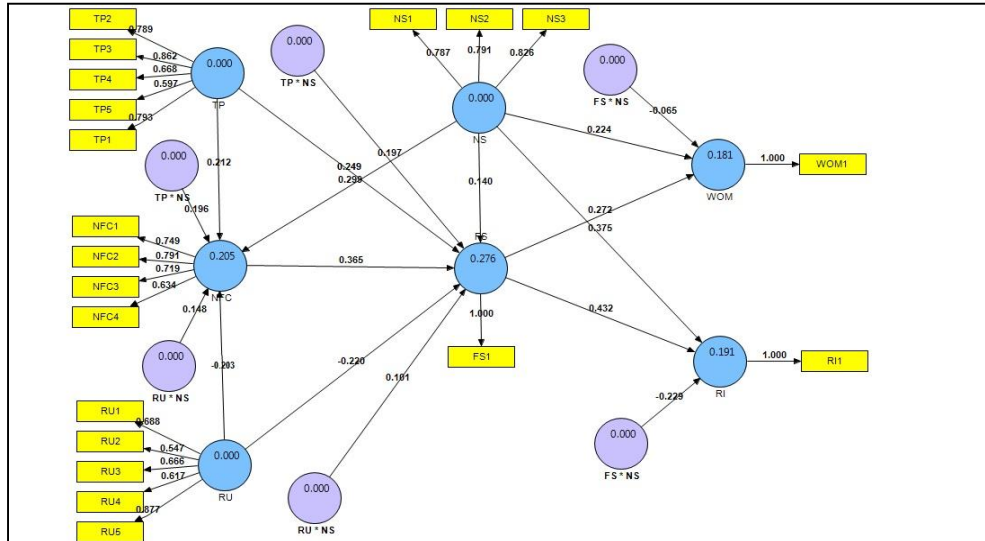 TP2
0.789
TP3
0.862
TP4
0.668
TP5
0.597
TP1
0.793
0.000
TP
0.000
TP * NS
NS1
NS2
NS3
0.787
0.791
0.826
0.000
NS
0.000
FS * NS
-0.065
0.224
0.181
WOM
1.000
WOM1
0.000
TP * NS
0.196
0.212
0.197
0.249
0.299
0.140
0.272
0.375
NFC1
0.749
NFC2
0.791
NFC3
0.719
NFC4
0.634
0.205
NFC
0.365
FS
0.276
1.000
FS1
0.432
0.148
0.000
RU * NS
-0.203
-0.220
0.101
0.191
RI
1.000
RI1
-0.229
0.000
FS * NS
RU1
0.688
RU2
0.547
RU3
0.666
RU4
0.617
RU5
0.877
0.000
RU
0.000
RU * NS